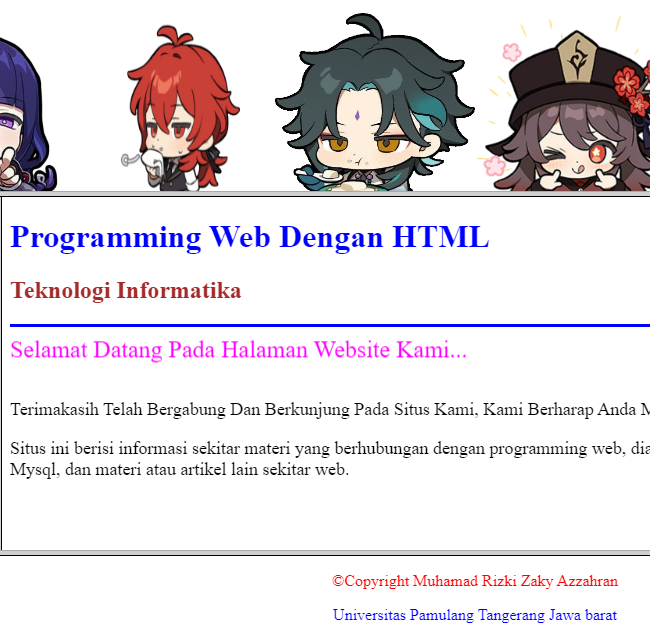 Programming Web Dengan HTML
Teknologi Informatika
Selamat Datang Pada Halaman Website Kami...
Terimakasih Telah Bergabung Dan Berkunjung Pada Situs Kami, Kami Berharap Anda
Situs ini berisi informasi sekitar materi yang berhubungan dengan programming web,
Mysql, dan materi atau artikel lain sekitar web.
©Copyright Muhamad Rizki Zaky Azzahran
Universitas Pamulang Tangerang Jawa barat